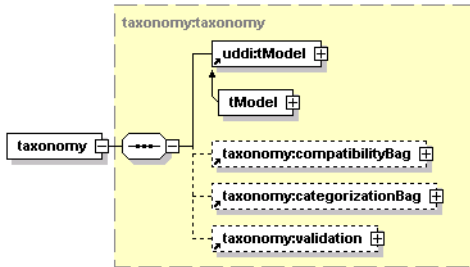 taxonomy:taxonomy
uddi:tModel
tModel
taxonomy
taxonomy:compatibilityBag
taxonomy:categorizationBag
taxonomy:validation